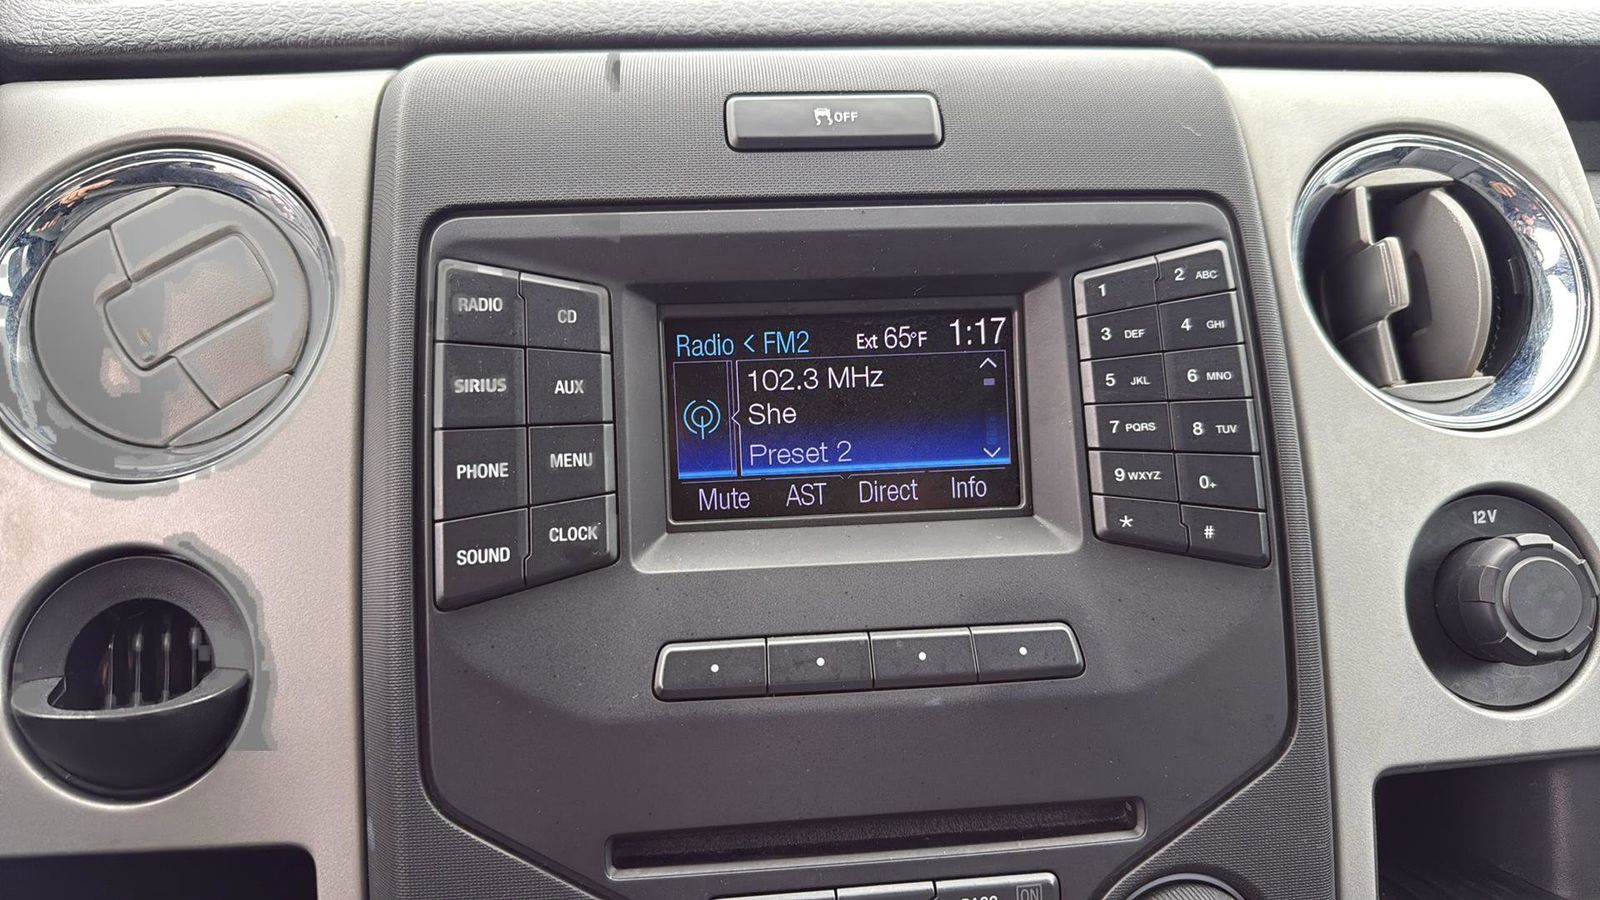 OFF
RADIO
CD
SIRIUS
AUX
PHONE
MENU
SOUND
CLOCK
Radio < FM2 Ext 65°F 1:17
102.3 MHz
She
Preset 2
Mute AST Direct Info
1 2 ABC
3 DEF 4 GHI
5 JKL 6 MNO
7 PQRS 8 TUV
9 WXYZ 0+
* #
12V
ON